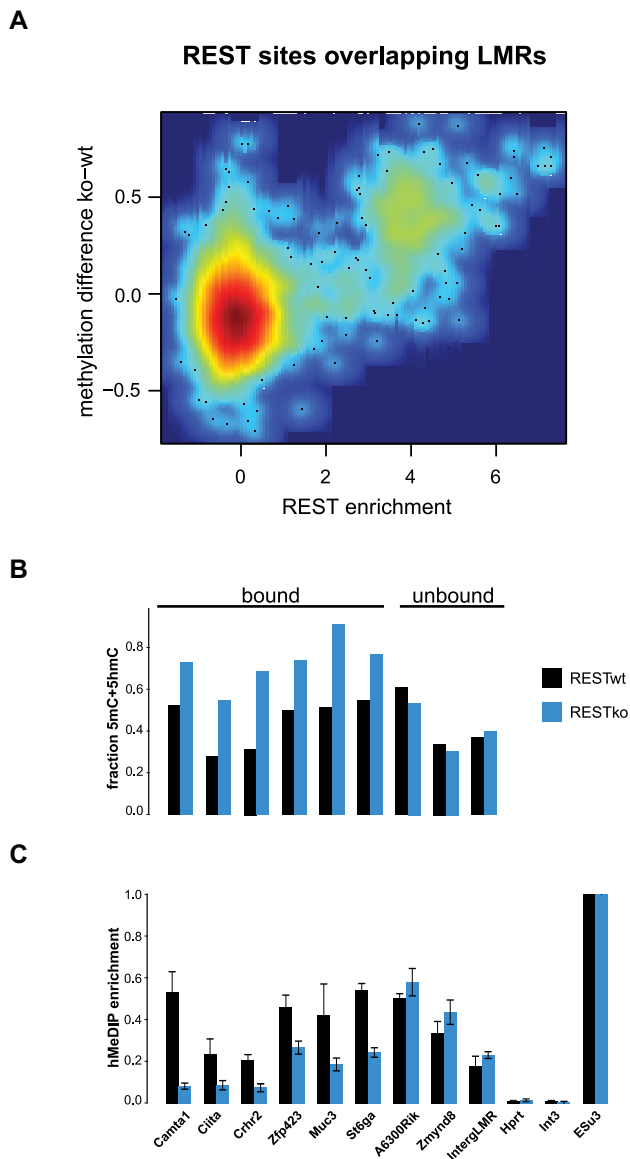 A
REST sites overlapping LMRs
methylation difference ko−wt
0.5
0.0
−0.5
0 2 4 6
REST enrichment
B
bound unbound
fraction 5mC+5hmC
0.8
0.6
0.4
0.2
0.0
RESTwt
RESTko
C
hMeDIP enrichment
1.0
0.8
0.6
0.4
0.2
0.0
Camta1 Ciita Crhr2 Zfp423 Muc3 St6ga A6300Rik Zmynd8 IntergLMR Hprt Int3 ESu3